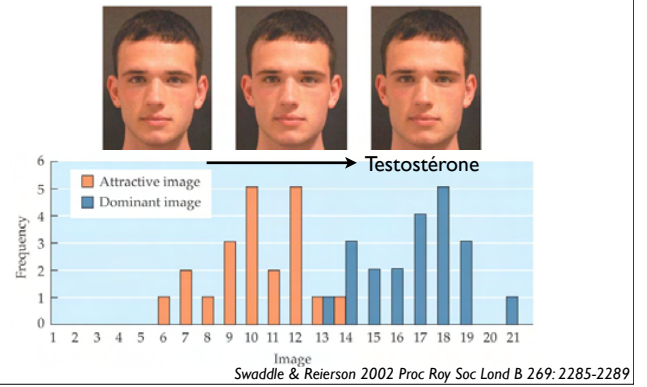 Testostérone
6
Attractive image
5
Dominant image
4
3
2
1
0
Frequency
1 2 3 4 5 6 7 8 9 10 11 12 13 14 15 16 17 18 19 20 21
Image
Swaddle & Reierson 2002 Proc Roy Soc Lond B 269: 2285-2289